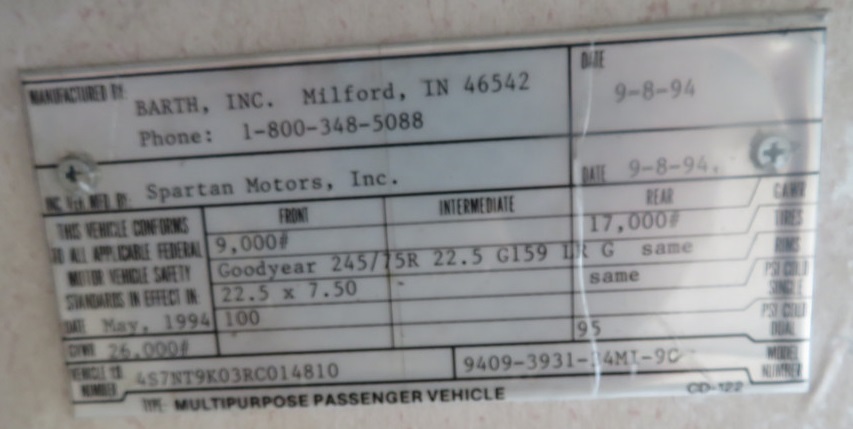 MANUFACTURED BY: BARTH, INC. Milford, IN 46542 DATE 9-8-94
Phone: 1-800-348-5088
INC. VEH. MFD. BY: Spartan Motors, Inc. DATE 9-8-94.
THIS VEHICLE CONFORMS FRONT INTERMEDIATE REAR GAWR
TO ALL APPLICABLE FEDERAL 9,000# 17,000# TIRES
MOTOR VEHICLE SAFETY Goodyear 245/75R 22.5 G159 LR G same RIMS
STANDARDS IN EFFECT IN: 22.5 x 7.50 - same PSI COLD SINGLE
DATE May, 1994 100 95 PSI COLD DUAL
GVWR 26,000#
VEHICLE ID NUMBER 4S7NT9K03RC014810 9409-3931- MODEL NUMBER
TYPE: MULTIPURPOSE PASSENGER VEHICLE CD-122